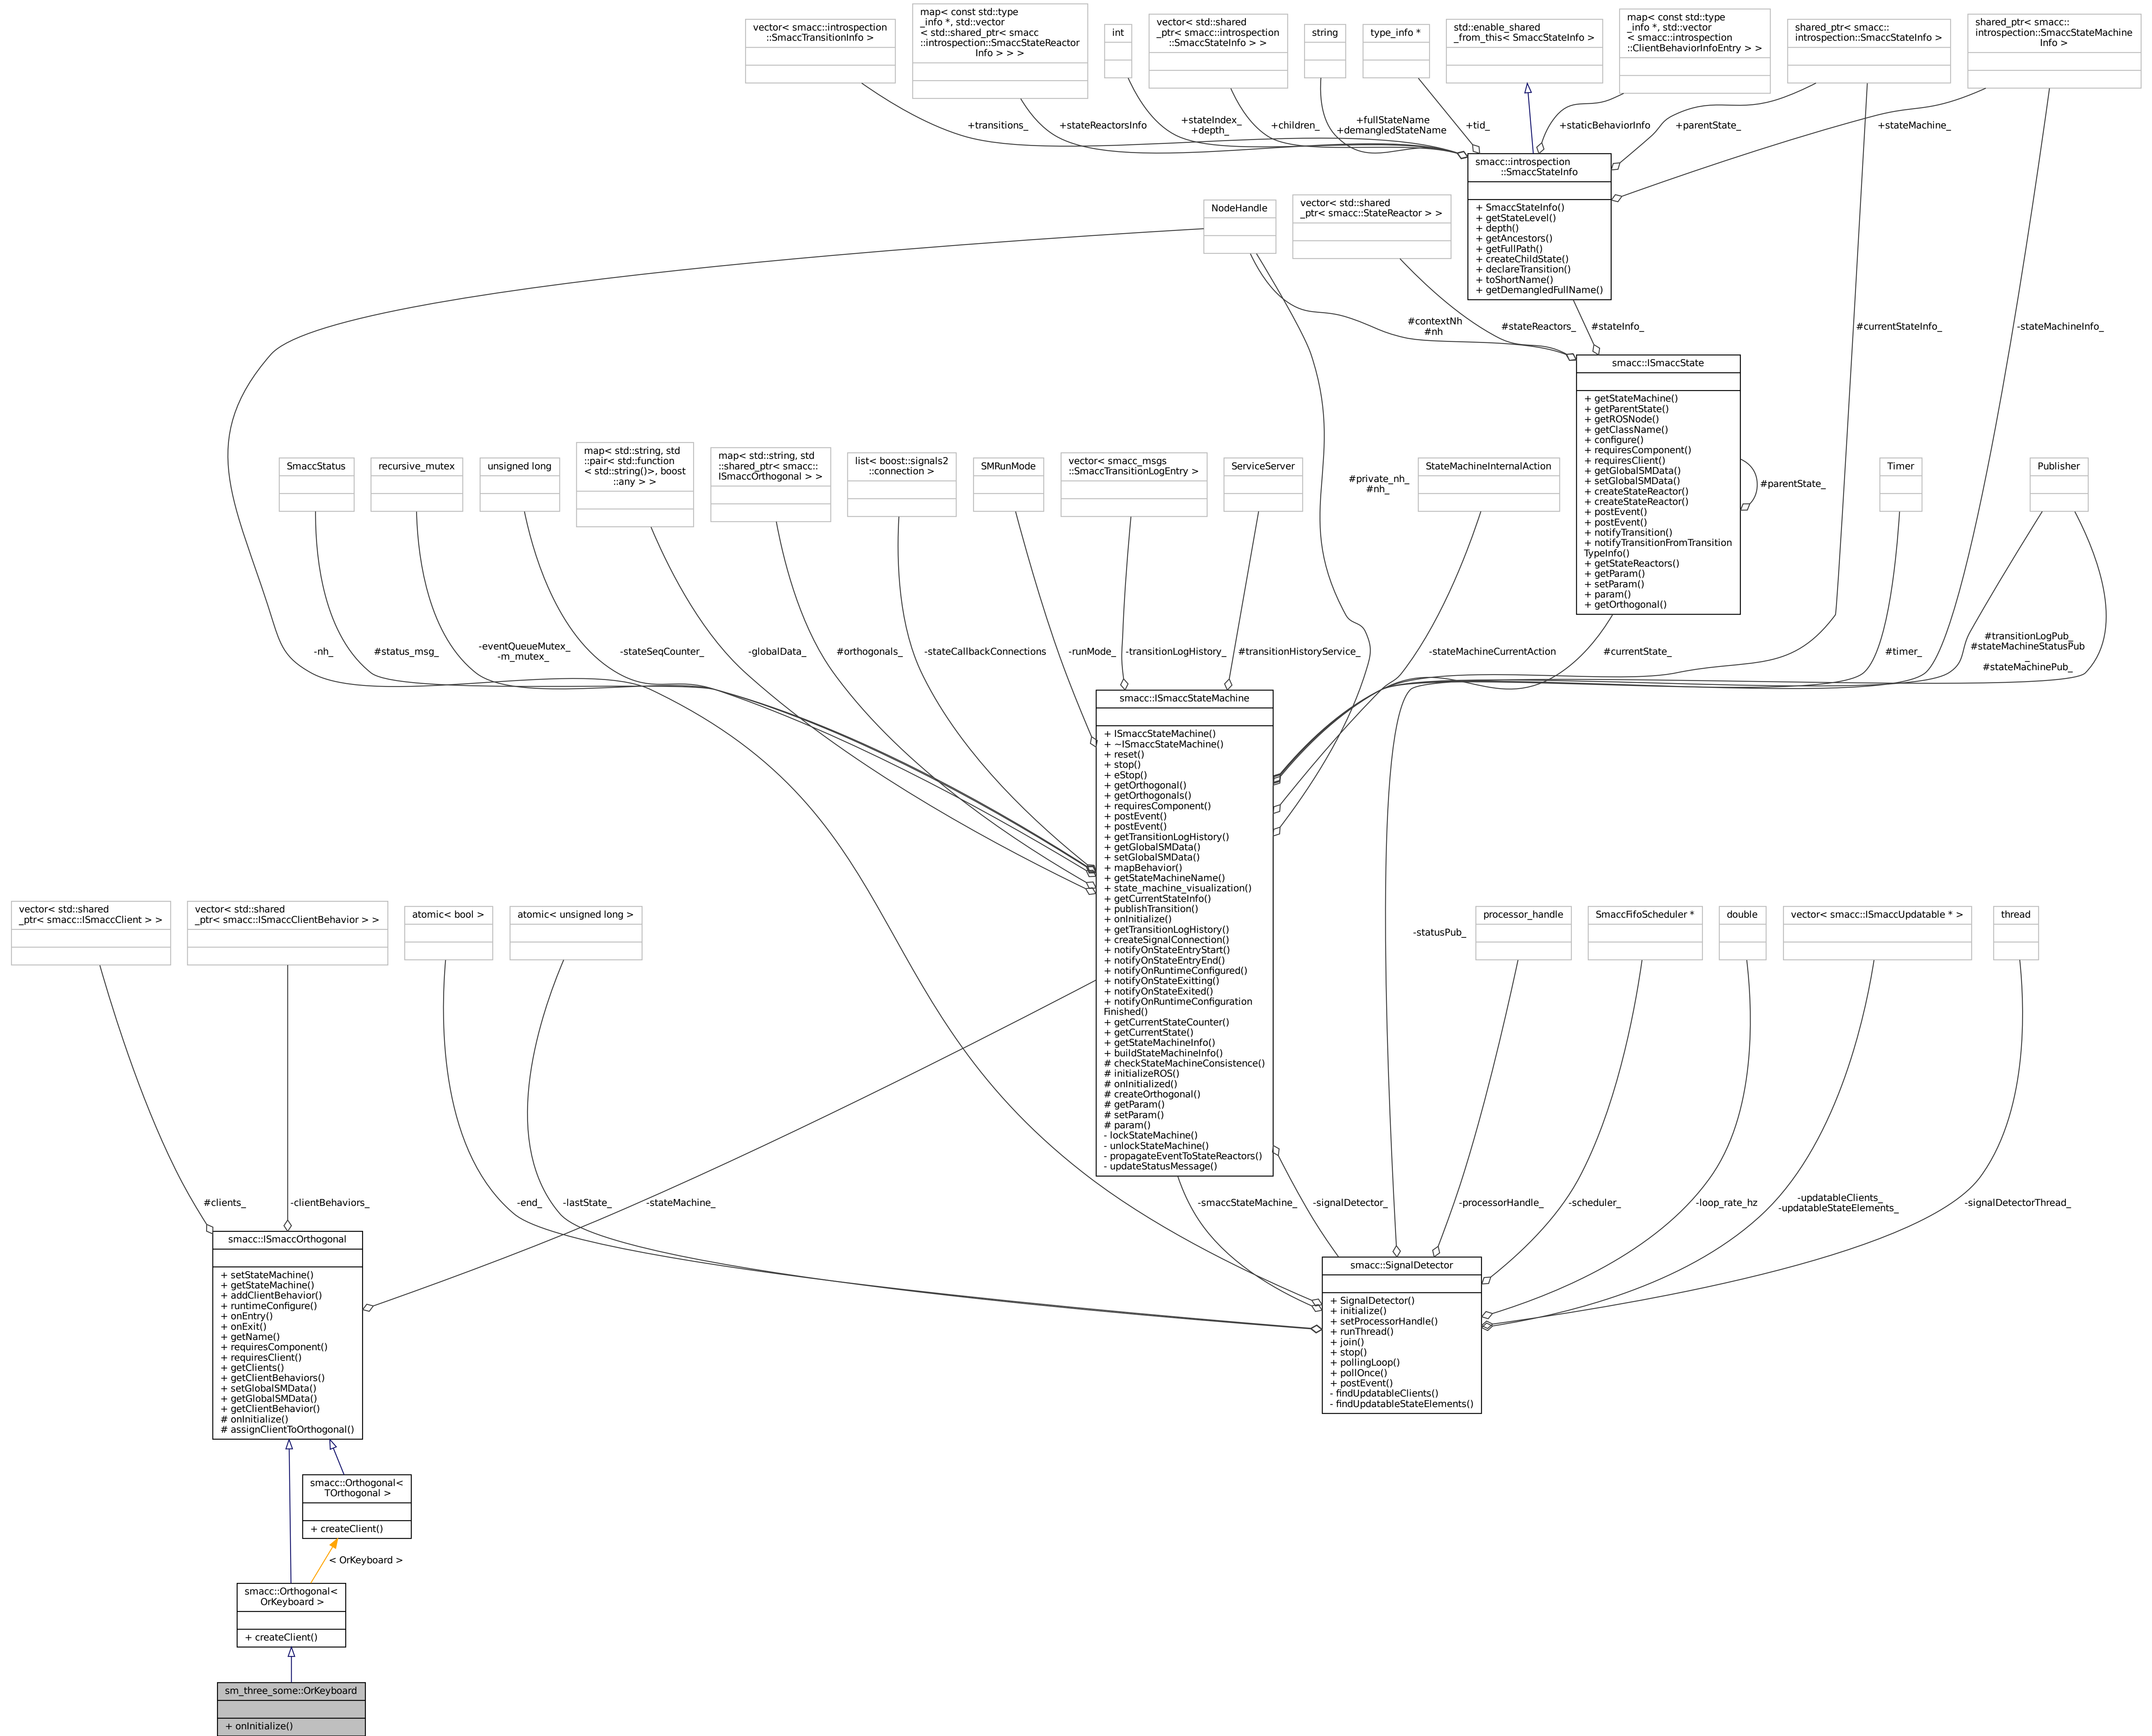 vector< smacc::introspection
::SmaccTransitionInfo >
map< const std::type
_info *, std::vector
< std::shared_ptr< smacc
::introspection::SmaccStateReactor
Info > > >
int
vector< std::shared
_ptr< smacc::introspection
::SmaccStateInfo > >
string
type_info *
std::enable_shared
_from_this< SmaccStateInfo >
map< const std::type
_info *, std::vector
< smacc::introspection
::ClientBehaviorInfoEntry > >
shared_ptr< smacc::
introspection::SmaccStateInfo >
shared_ptr< smacc::
introspection::SmaccStateMachine
Info >
+transitions_
+stateReactorsInfo
+stateIndex_
+depth_
+children_
+fullStateName
+demangledStateName
+tid_
+staticBehaviorInfo
+parentState_
+stateMachine_
smacc::introspection
::SmaccStateInfo
+ SmaccStateInfo()
+ getStateLevel()
+ depth()
+ getAncestors()
+ getFullPath()
+ createChildState()
+ declareTransition()
+ toShortName()
+ getDemangledFullName()
NodeHandle
vector< std::shared
_ptr< smacc::StateReactor > >
#contextNh
#nh
#stateReactors_
#stateInfo_
#currentStateInfo_
-stateMachineInfo_
smacc::ISmaccState
+ getStateMachine()
+ getParentState()
+ getROSNode()
+ getClassName()
+ configure()
+ requiresComponent()
+ requiresClient()
+ getGlobalSMData()
+ setGlobalSMData()
+ createStateReactor()
+ createStateReactor()
+ postEvent()
+ postEvent()
+ notifyTransition()
+ notifyTransitionFromTransition
TypeInfo()
+ getStateReactors()
+ getParam()
+ setParam()
+ param()
+ getOrthogonal()
#parentState_
SmaccStatus
recursive_mutex
unsigned long
map< std::string, std
::pair< std::function
< std::string()>, boost
::any > >
map< std::string, std
::shared_ptr< smacc::
ISmaccOrthogonal > >
list< boost::signals2
::connection >
SMRunMode
vector< smacc_msgs
::SmaccTransitionLogEntry >
ServiceServer
#private_nh_
#nh_
StateMachineInternalAction
Timer
Publisher
-nh_
#status_msg_
-eventQueueMutex_
-m_mutex_
-stateSeqCounter_
-globalData_
#orthogonals_
-stateCallbackConnections
-runMode_
-transitionLogHistory_
#transitionHistoryService_
-stateMachineCurrentAction
#currentState_
#timer_
#transitionLogPub_
#stateMachineStatusPub
_
#stateMachinePub_
smacc::ISmaccStateMachine
+ ISmaccStateMachine()
+ ~ISmaccStateMachine()
+ reset()
+ stop()
+ eStop()
+ getOrthogonal()
+ getOrthogonals()
+ requiresComponent()
+ postEvent()
+ postEvent()
+ getTransitionLogHistory()
+ getGlobalSMData()
+ setGlobalSMData()
+ mapBehavior()
+ getStateMachineName()
+ state_machine_visualization()
+ getCurrentStateInfo()
+ publishTransition()
+ onInitialize()
+ getTransitionLogHistory()
+ createSignalConnection()
+ notifyOnStateEntryStart()
+ notifyOnStateEntryEnd()
+ notifyOnRuntimeConfigured()
+ notifyOnStateExitting()
+ notifyOnStateExited()
+ notifyOnRuntimeConfiguration
Finished()
+ getCurrentStateCounter()
+ getCurrentState()
+ getStateMachineInfo()
+ buildStateMachineInfo()
# checkStateMachineConsistence()
# initializeROS()
# onInitialized()
# createOrthogonal()
# getParam()
# setParam()
# param()
- lockStateMachine()
- unlockStateMachine()
- propagateEventToStateReactors()
- updateStatusMessage()
vector< std::shared
_ptr< smacc::ISmaccClient > >
vector< std::shared
_ptr< smacc::ISmaccClientBehavior > >
atomic< bool >
atomic< unsigned long >
-statusPub_
processor_handle
SmaccFifoScheduler *
double
vector< smacc::ISmaccUpdatable * >
thread
#clients_
-clientBehaviors_
-end_
-lastState_
-stateMachine_
-smaccStateMachine_
-signalDetector_
-processorHandle_
-scheduler_
-loop_rate_hz
-updatableClients_
-updatableStateElements_
-signalDetectorThread_
smacc::ISmaccOrthogonal
+ setStateMachine()
+ getStateMachine()
+ addClientBehavior()
+ runtimeConfigure()
+ onEntry()
+ onExit()
+ getName()
+ requiresComponent()
+ requiresClient()
+ getClients()
+ getClientBehaviors()
+ setGlobalSMData()
+ getGlobalSMData()
+ getClientBehavior()
# onInitialize()
# assignClientToOrthogonal()
smacc::SignalDetector
+ SignalDetector()
+ initialize()
+ setProcessorHandle()
+ runThread()
+ join()
+ stop()
+ pollingLoop()
+ pollOnce()
+ postEvent()
- findUpdatableClients()
- findUpdatableStateElements()
smacc::Orthogonal<
TOrthogonal >
+ createClient()
< OrKeyboard >
smacc::Orthogonal<
OrKeyboard >
+ createClient()
sm_three_some::OrKeyboard
+ onInitialize()